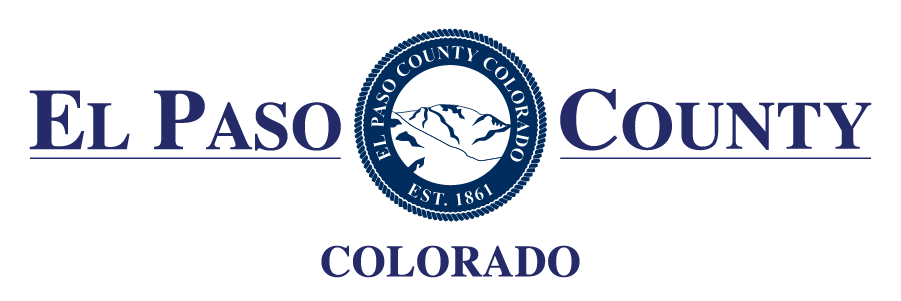 EL PASO COUNTY
EL PASO COUNTY COLORADO
EST. 1861
COLORADO